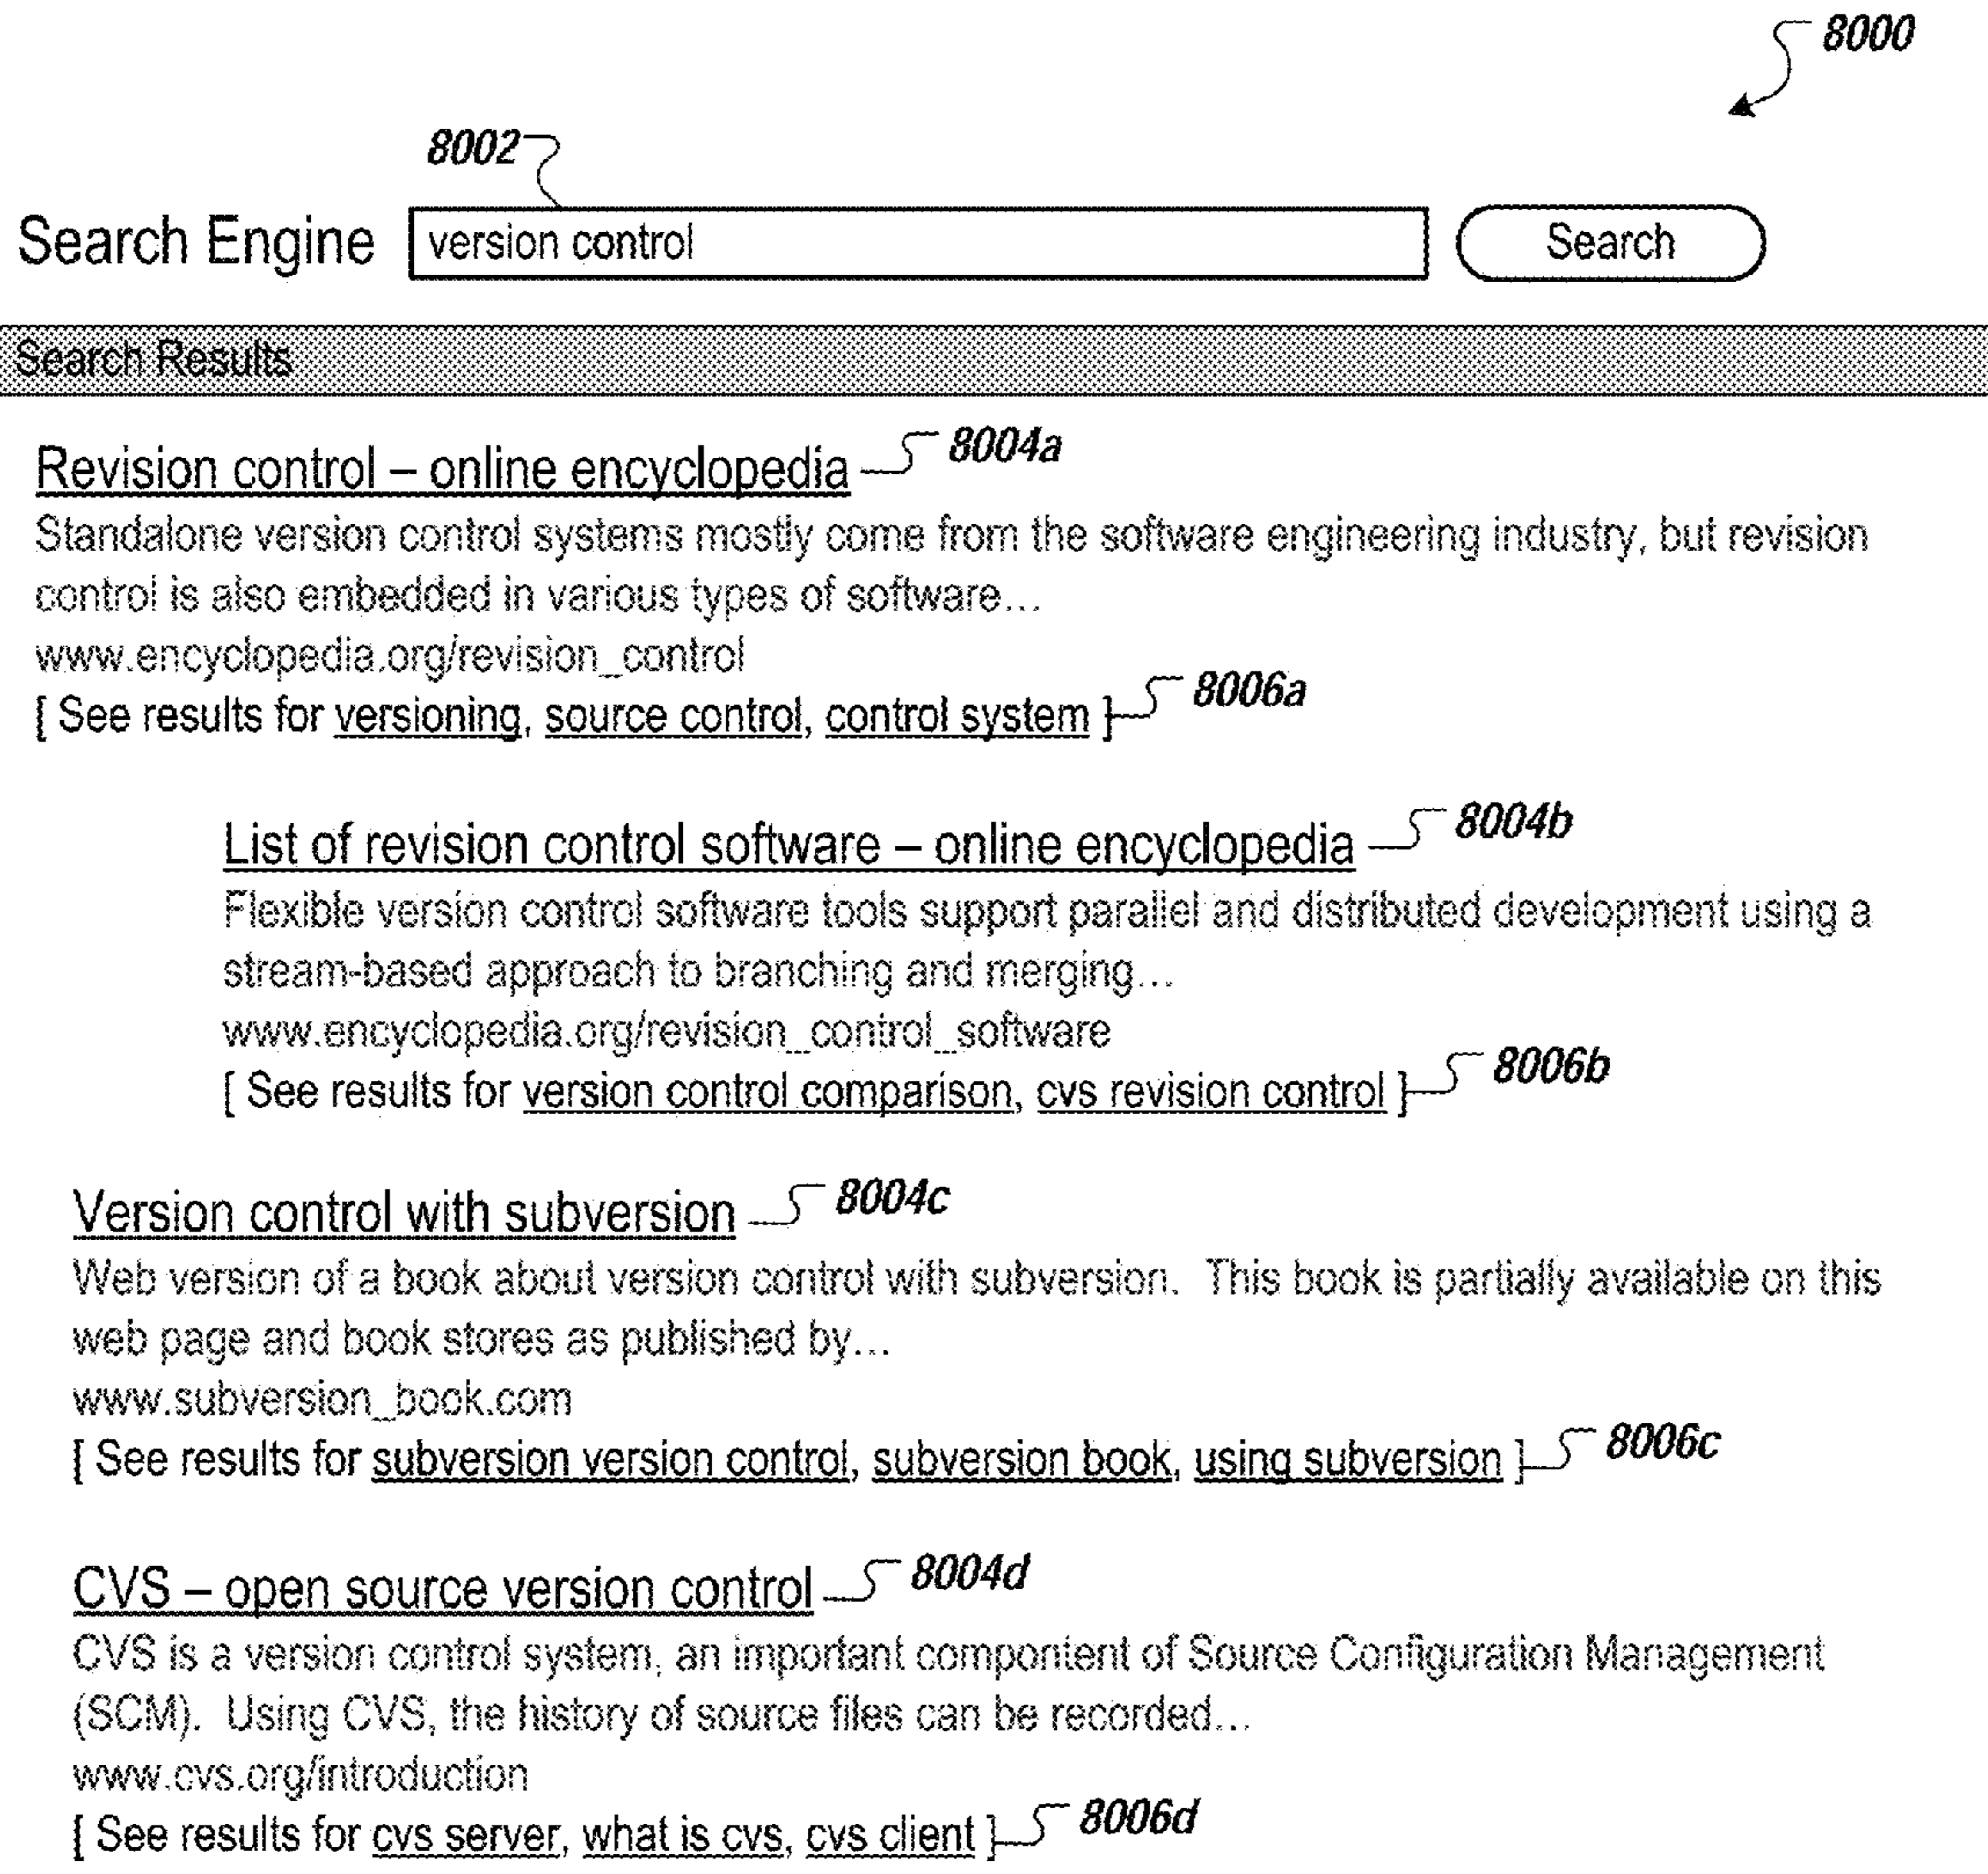 8000
8002
Search Engine version control Search
Search Results
Revision control – online encyclopedia 8004a
Standalone version control systems mostly come from the software engineering industry, but revision
control is also embedded in various types of software...
www.encyclopedia.org/revision_control
[ See results for versioning, source control, control system ] 8006a
List of revision control software – online encyclopedia 8004b
Flexible version control software tools support parallel and distributed development using a
stream-based approach to branching and merging...
www.encyclopedia.org/revision_control_software
[ See results for version control comparison, cvs revision control ] 8006b
Version control with subversion 8004c
Web version of a book about version control with subversion. This book is partially available on this
web page and book stores as published by...
www.subversion_book.com
[ See results for subversion version control, subversion book, using subversion ] 8006c
CVS – open source version control 8004d
CVS is a version control system, an important compontent of Source Configuration Management
(SCM). Using CVS, the history of source files can be recorded...
www.cvs.org/introduction
[ See results for cvs server, what is cvs, cvs client ] 8006d